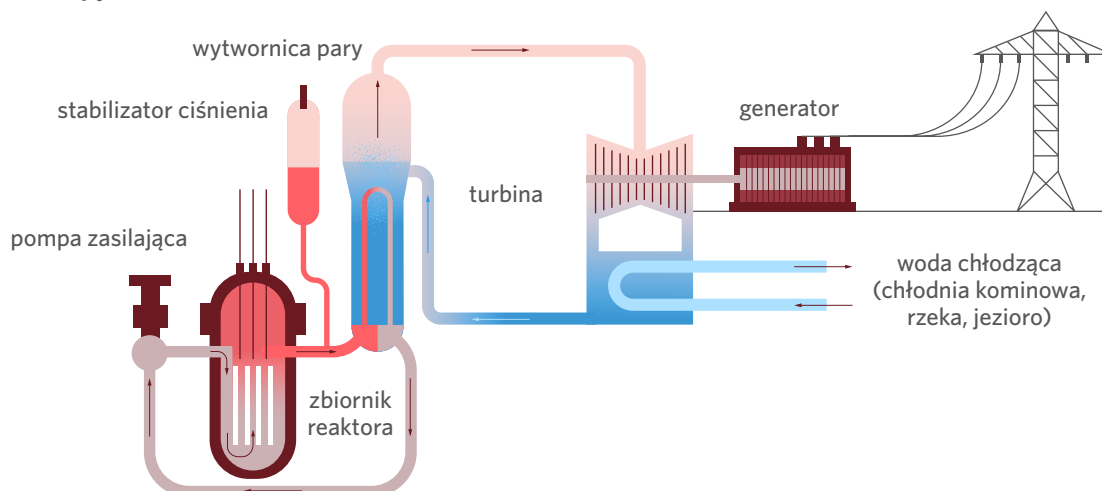 wytwornica pary
stabilizator ciśnienia
generator
turbina
pompa zasilająca
woda chłodząca
(chłodnia kominowa,
rzeka, jezioro)
zbiornik
reaktora